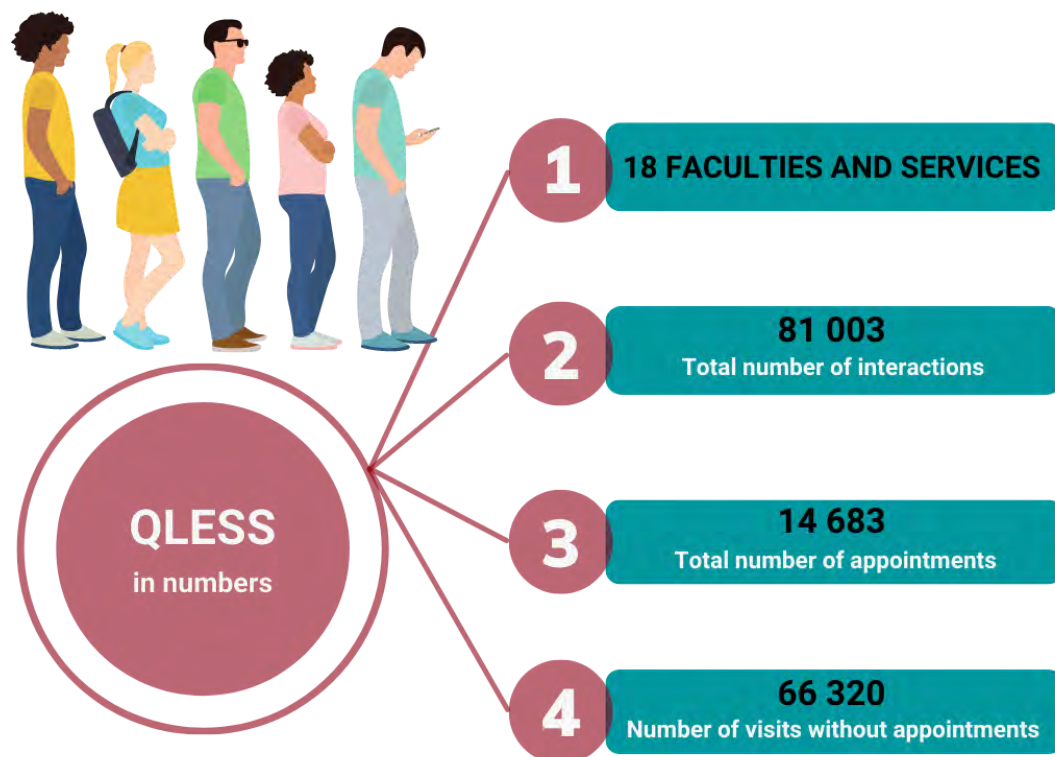 1
18 FACULTIES AND SERVICES
2
81 003
Total number of interactions
QLESS
in numbers
3
14 683
Total number of appointments
4
66 320
Number of visits without appointments